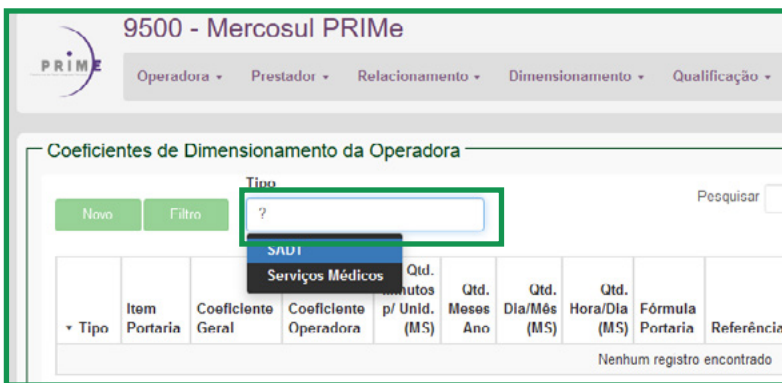 9500 - Mercosul PRIMe
PRIMe
Operadora Prestador Relacionamento Dimensionamento Qualificação
Coeficientes de Dimensionamento da Operadora
Tipo
Novo Filtro ? Pesquisar
SADT
Serviços Médicos
Tipo
Item Portaria
Coeficiente Geral
Coeficiente Operadora
Qtd. Minutos p/ Unid. (MS)
Qtd. Meses Ano
Qtd. Dia/Mês (MS)
Qtd. Hora/Dia (MS)
Fórmula Portaria
Referência
Nenhum registro encontrado